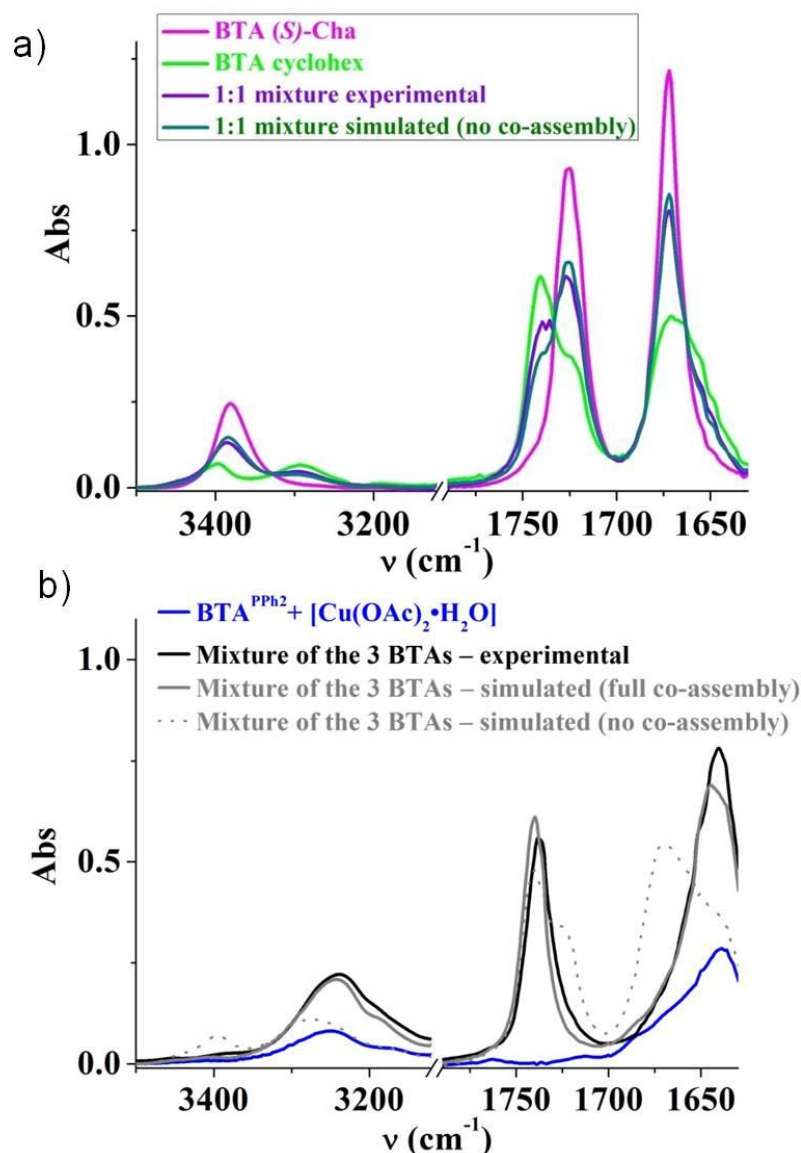 a)
BTA (S)-Cha
BTA cyclohex
1:1 mixture experimental
1:1 mixture simulated (no co-assembly)
1.0
0.5
0.0
Abs
3400 3200 1750 1700 1650
ν (cm⁻¹)
b)
BTA^PPh2+ [Cu(OAc)₂•H₂O]
Mixture of the 3 BTAs – experimental
Mixture of the 3 BTAs – simulated (full co-assembly)
Mixture of the 3 BTAs – simulated (no co-assembly)
1.0
0.5
0.0
Abs
3400 3200 1750 1700 1650
ν (cm⁻¹)